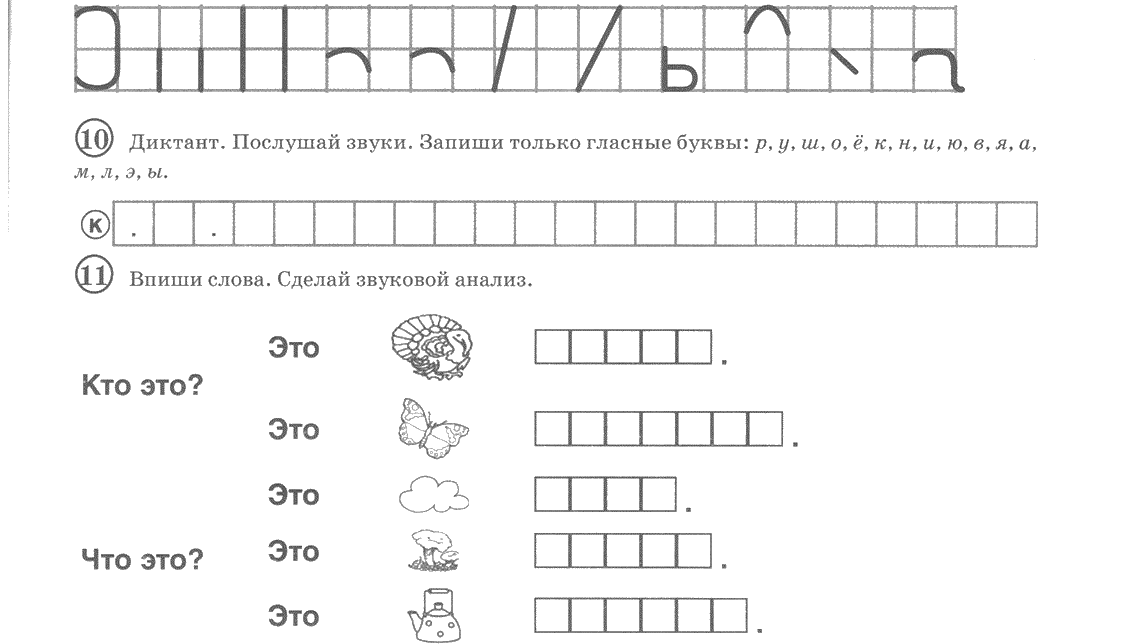 10 Диктант. Послушай звуки. Запиши только гласные буквы: р, у, ш, о, ё, к, н, и, ю, в, я, а,
м, л, э, ы.
К . .
11 Впиши слова. Сделай звуковой анализ.
Это .
Кто это?
Это .
Это .
Что это? Это .
Это .